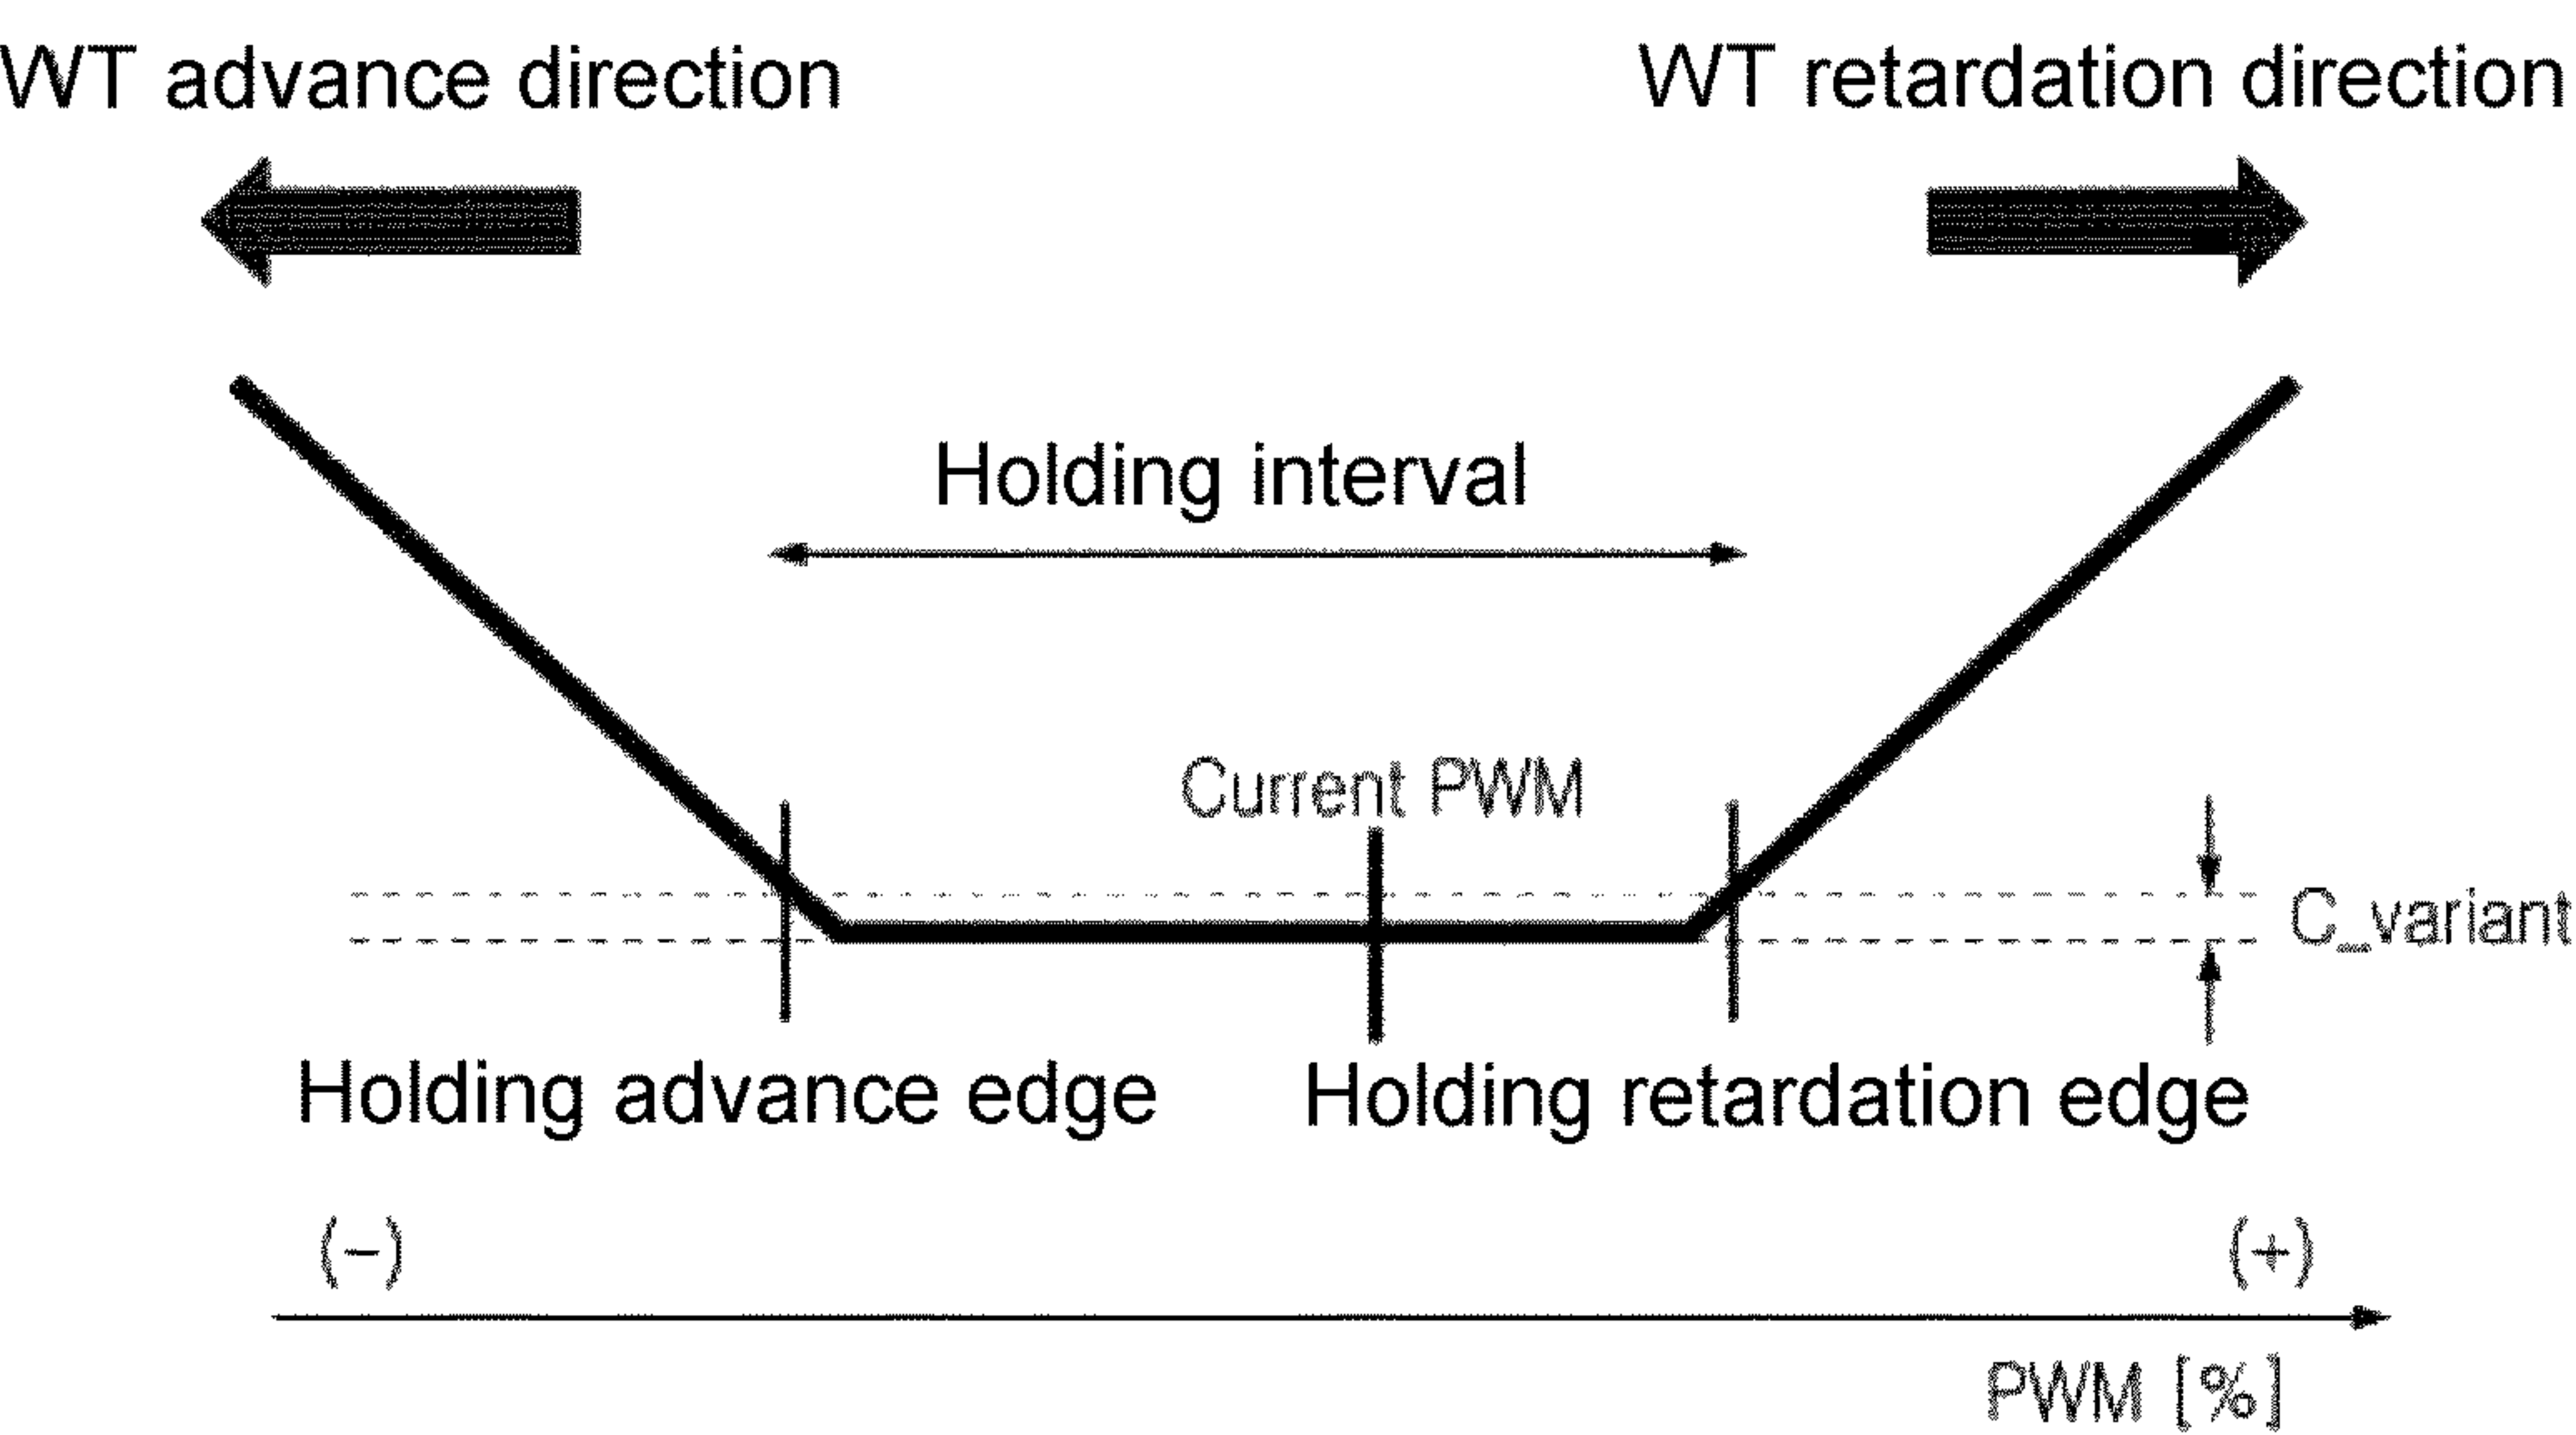 WT advance direction
WT retardation direction
Holding interval
Current PWM
C_variant
Holding advance edge
Holding retardation edge
(−)
(+)
PWM [%]